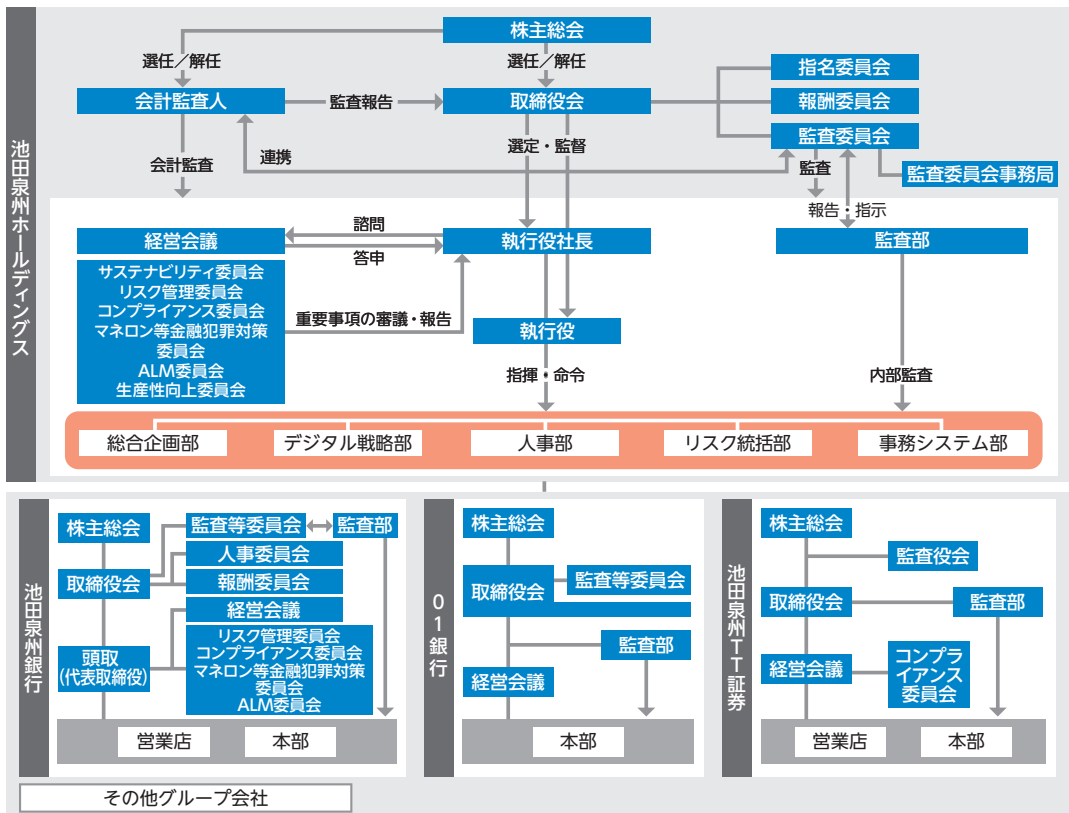 池田泉州ホールディングス
株主総会
選任／解任
選任／解任
会計監査人
監査報告
取締役会
指名委員会
報酬委員会
監査委員会
会計監査
連携
選定・監督
監査
監査委員会事務局
報告・指示
経営会議
諮問
答申
執行役社長
監査部
サステナビリティ委員会
リスク管理委員会
コンプライアンス委員会
マネロン等金融犯罪対策
委員会
ALM委員会
生産性向上委員会
重要事項の審議・報告
執行役
指揮・命令
内部監査
総合企画部
デジタル戦略部
人事部
リスク統括部
事務システム部
池田泉州銀行
株主総会
監査等委員会
監査部
人事委員会
取締役会
報酬委員会
経営会議
頭取
(代表取締役)
リスク管理委員会
コンプライアンス委員会
マネロン等金融犯罪対策
委員会
ALM委員会
営業店
本部
01銀行
株主総会
取締役会
監査等委員会
監査部
経営会議
本部
池田泉州TT証券
株主総会
監査役会
取締役会
監査部
経営会議
コンプラ
イアンス
委員会
営業店
本部
その他グループ会社